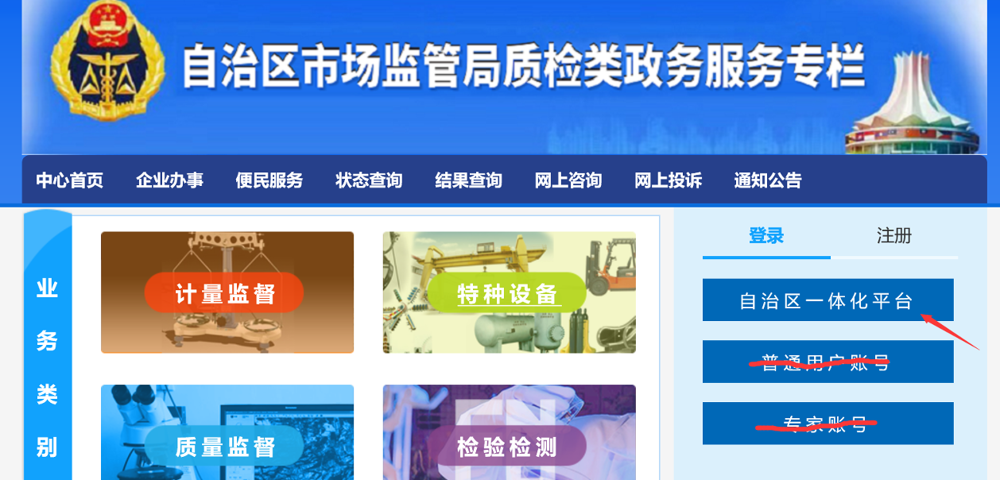 自治区市场监管局质检类政务服务专栏
中心首页 企业办事 便民服务 状态查询 结果查询 网上咨询 网上投诉 通知公告
业务类别
计量监督
特种设备
质量监督
检验检测
登录 注册
自治区一体化平台
普通用户账号
专家账号